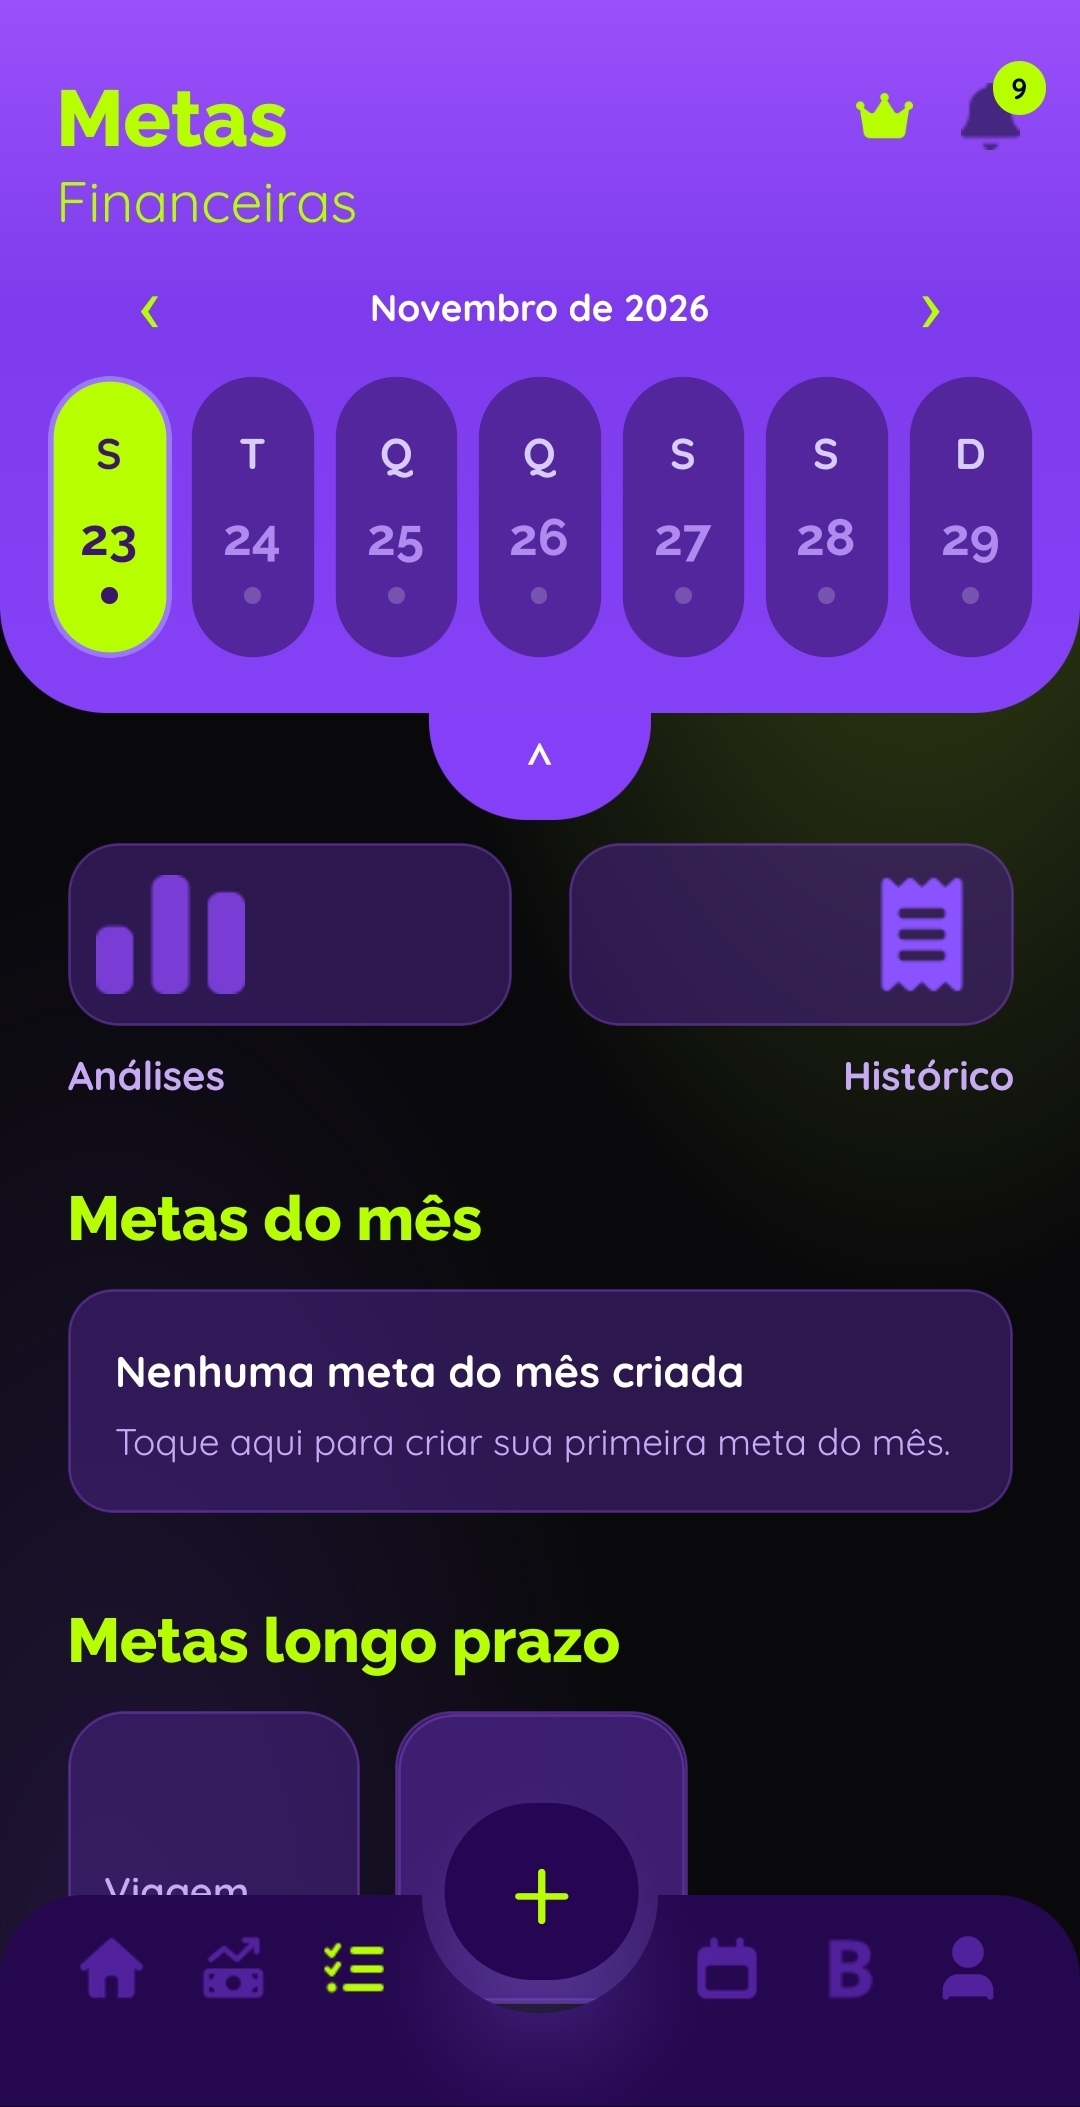 Metas
9
Financeiras
‹ Novembro de 2026 ›
S T Q Q S S D
23 24 25 26 27 28 29
^
Análises Histórico
Metas do mês
Nenhuma meta do mês criada
Toque aqui para criar sua primeira meta do mês.
Metas longo prazo
Viagem
+
B